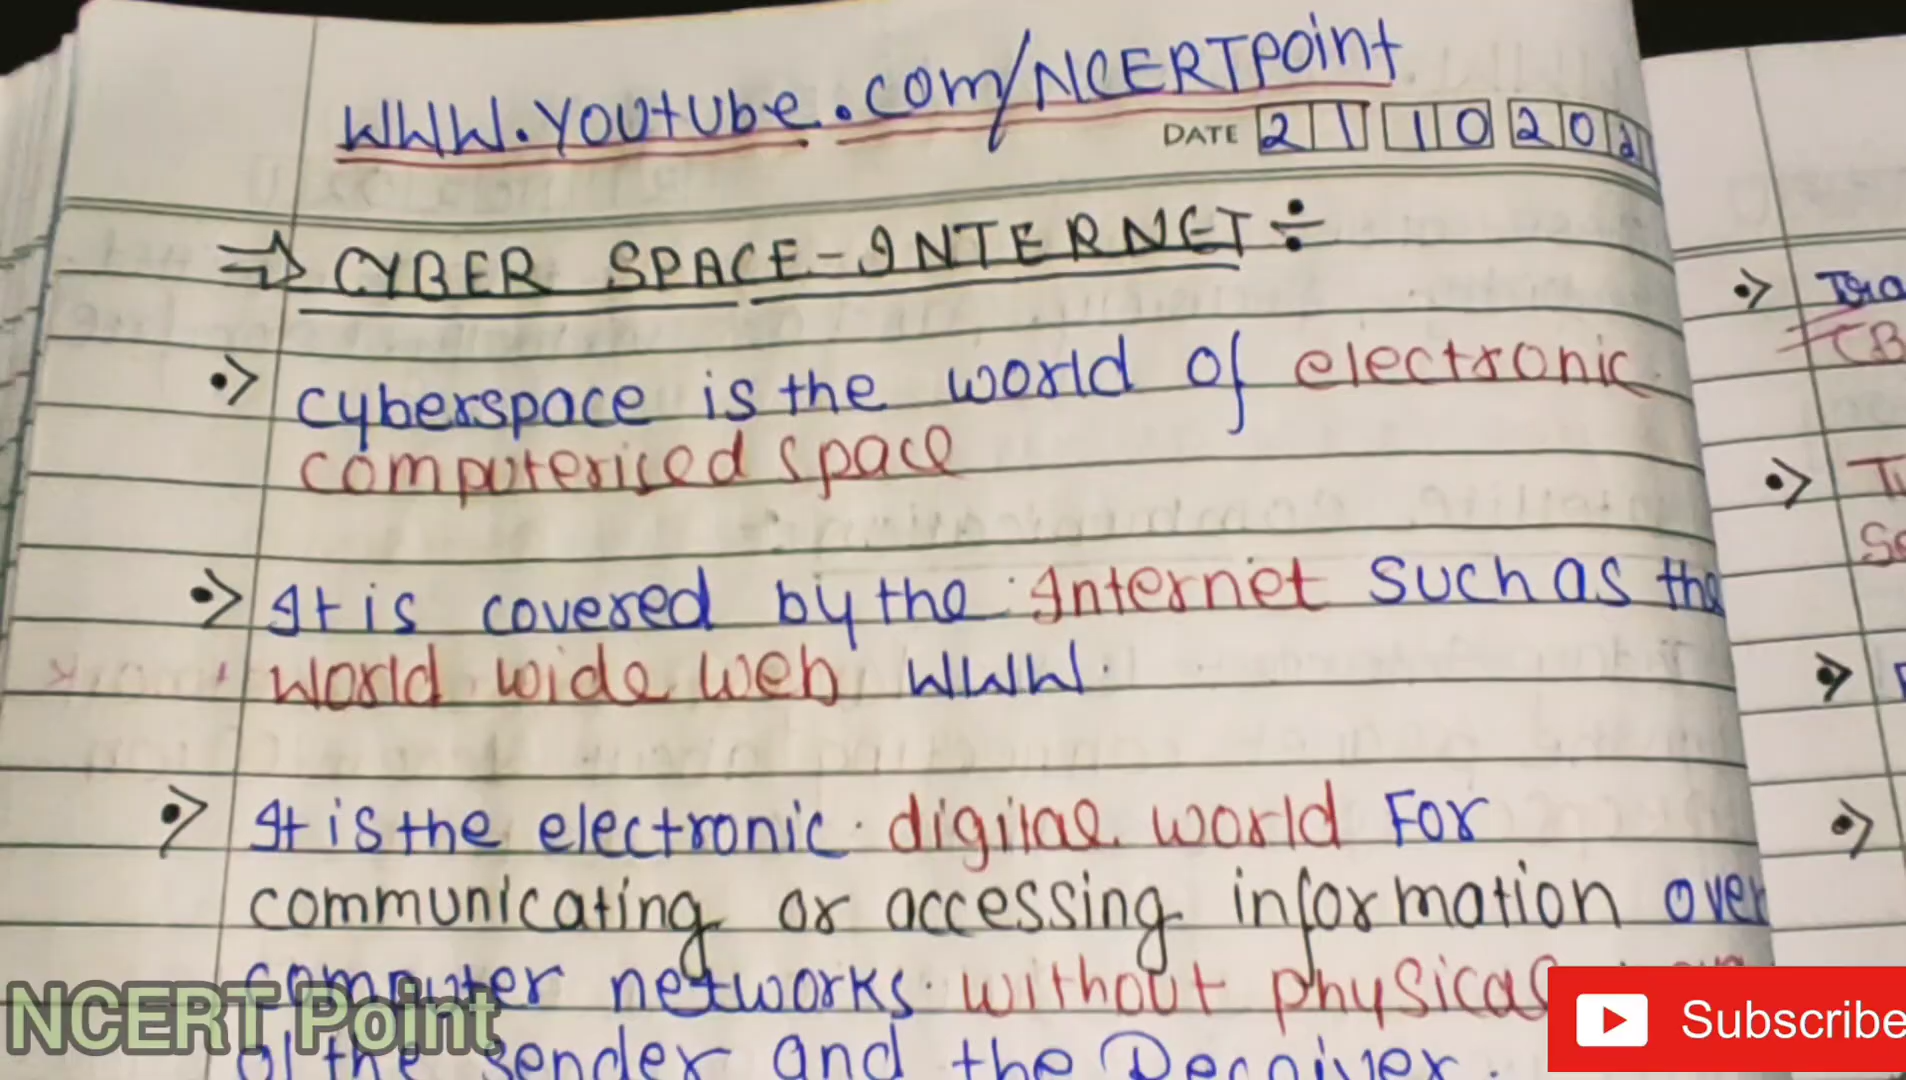 www.youtube.com/NCERTPoint
DATE 21 10 202
⇒ CYBER SPACE-INTERNET ÷
•> cyberspace is the world of electronic
computerised space
•> It is covered by the Internet such as the
world wide web WWW.
•> It is the electronic digital world For
communicating or accessing information over
computer networks without physical
of the sender and the Receiver.
NCERT Point
Subscribe